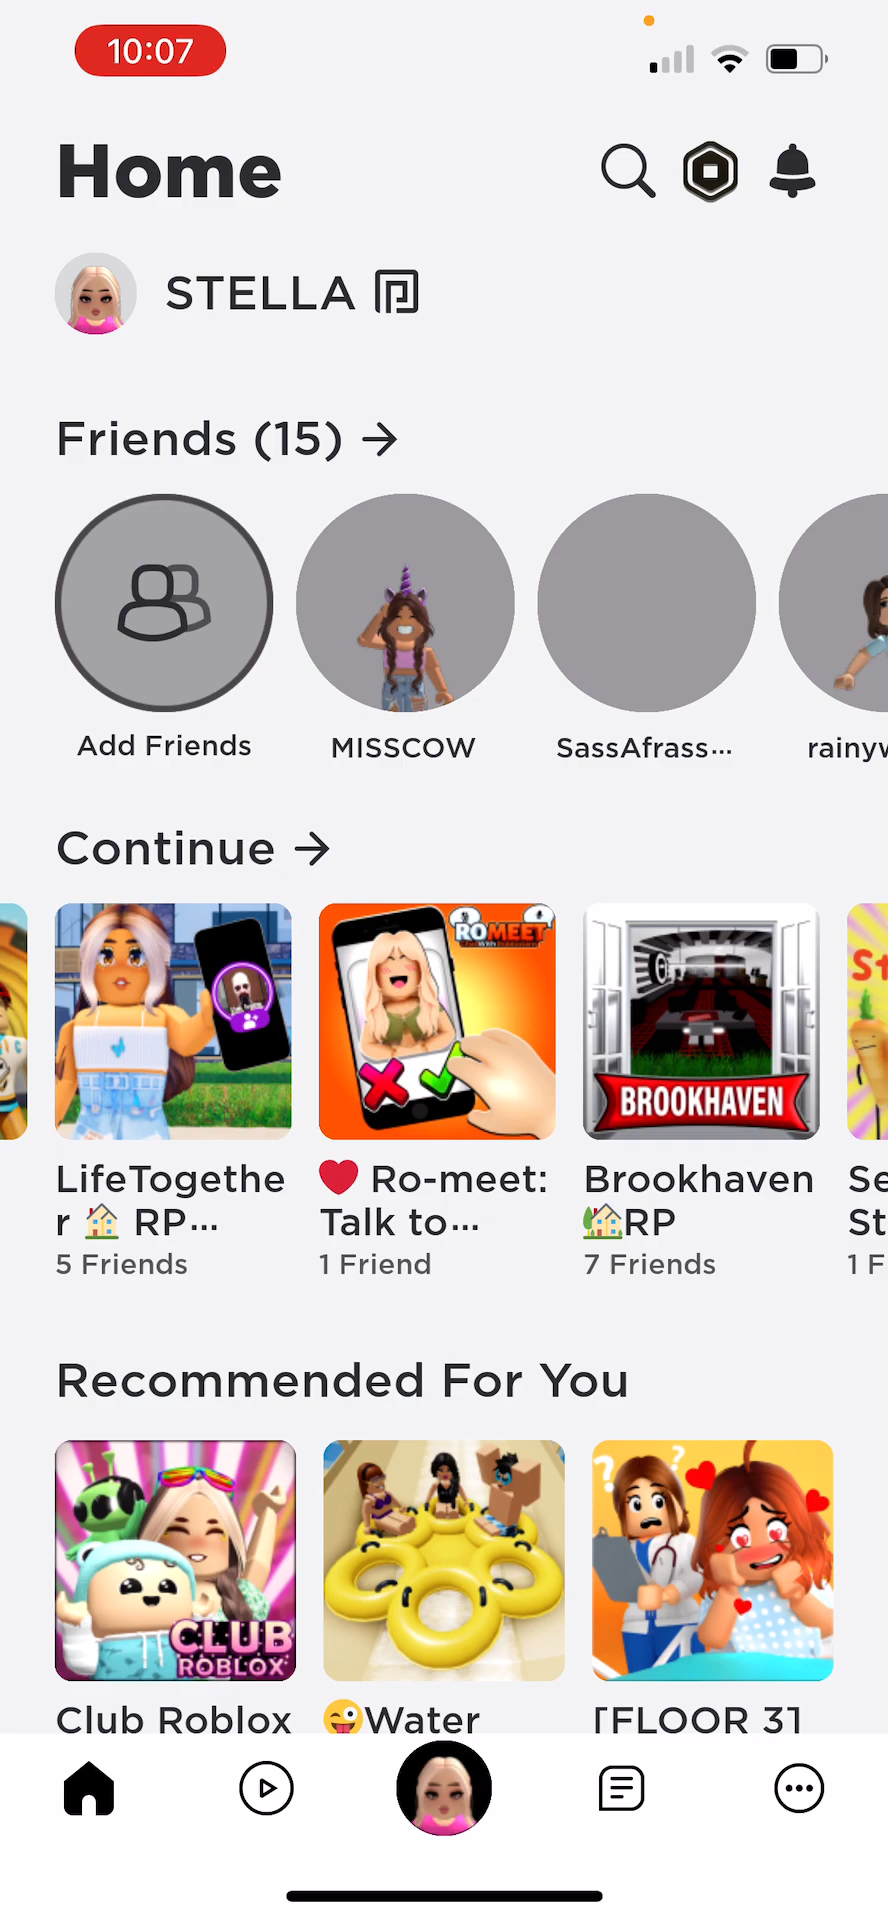 10:07
Home
STELLA
Friends (15) →
Add Friends
MISSCOW
SassAfrass...
rainyw
Continue →
ROMEET
BROOKHAVEN
St
LifeTogethe
r 🏠 RP...
5 Friends
❤️ Ro-meet:
Talk to...
1 Friend
Brookhaven
🏡RP
7 Friends
Se
St
1 F
Recommended For You
CLUB
ROBLOX
Club Roblox
😜Water
[FLOOR 3]